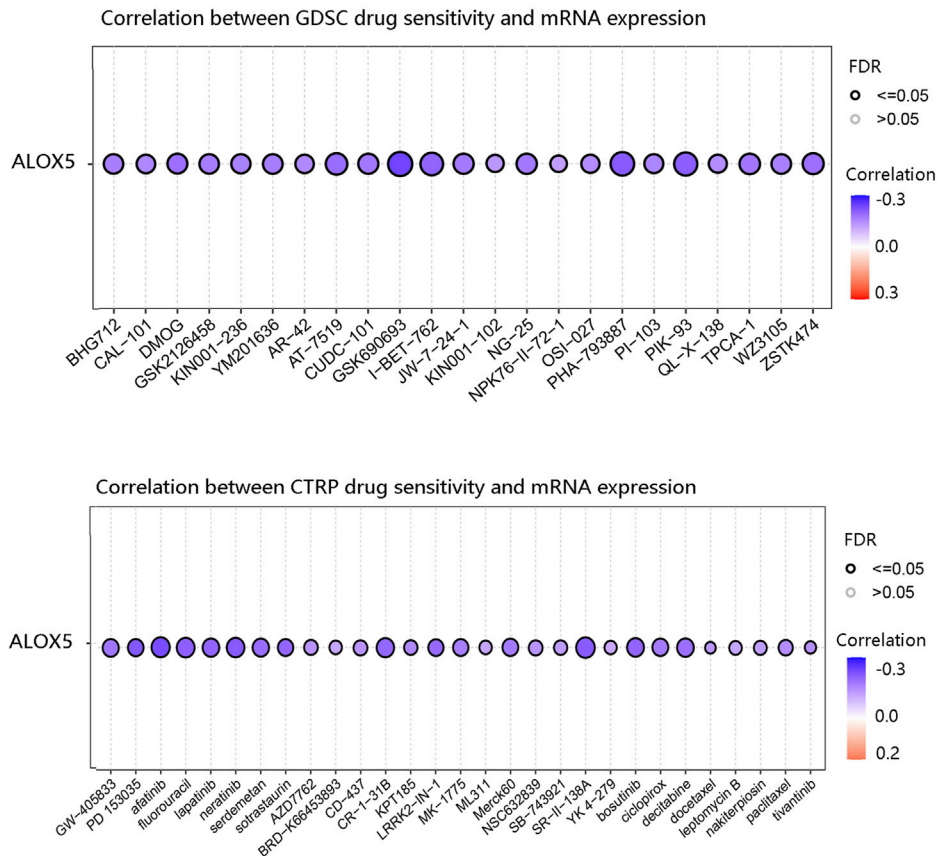 Correlation between GDSC drug sensitivity and mRNA expression
FDR
<=0.05
>0.05
ALOX5
Correlation
-0.3
0.0
0.3
BHG712
CAL-101
DMOG
GSK2126458
KIN001-236
YM201636
AR-42
AT-7519
CUDC-101
GSK690693
I-BET-762
JW-7-24-1
KIN001-102
NG-25
NPK76-II-72-1
OSI-027
PHA-793887
PI-103
PIK-93
QL-X-138
TPCA-1
WZ3105
ZSTK474
Correlation between CTRP drug sensitivity and mRNA expression
FDR
<=0.05
>0.05
ALOX5
Correlation
-0.3
0.0
0.2
GW-405833
PD 153035
afatinib
fluorouracil
lapatinib
neratinib
serdemetan
sotrastaurin
AZD7762
BRD-K66453893
CD-437
CR-1-31B
KPT185
LRRK2-IN-1
MK-1775
ML311
Merck60
NSC632839
SB-743921
SR-II-138A
YK 4-279
bosutinib
ciclopirox
decitabine
docetaxel
leptomycin B
nakiterpiosin
paclitaxel
tivantinib